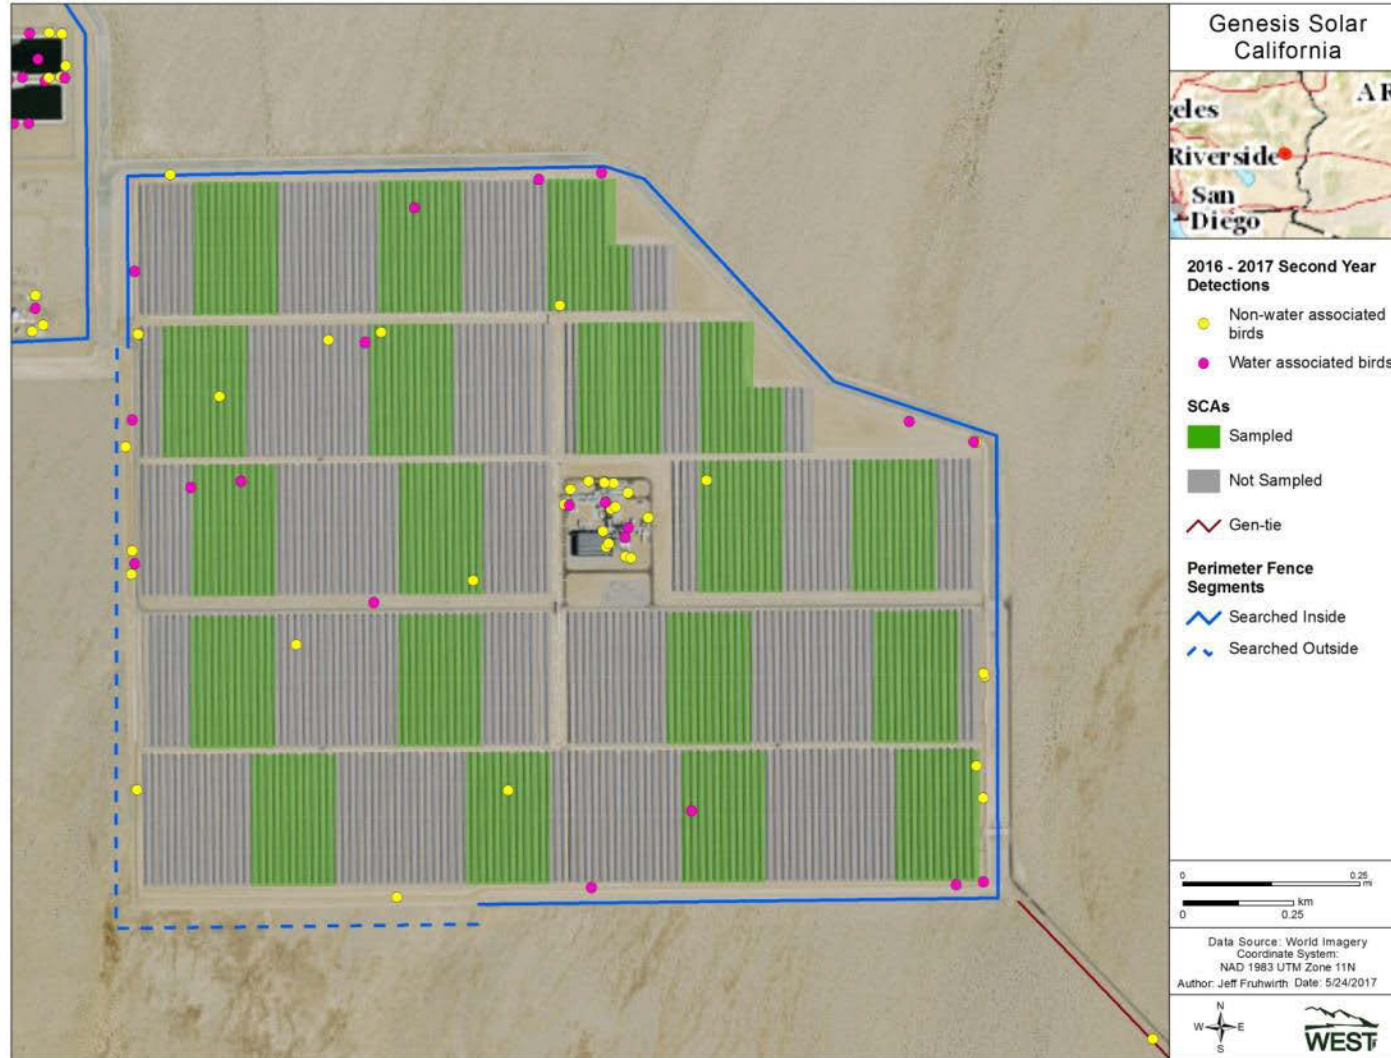 Genesis Solar
California
geles
AR
Riverside
San
Diego
2016 - 2017 Second Year
Detections
Non-water associated
birds
Water associated birds
SCAs
Sampled
Not Sampled
Gen-tie
Perimeter Fence
Segments
Searched Inside
Searched Outside
0 0.25
mi
km
0 0.25
Data Source: World Imagery
Coordinate System:
NAD 1983 UTM Zone 11N
Author: Jeff Fruhwirth Date: 5/24/2017
N
W E
S
WEST